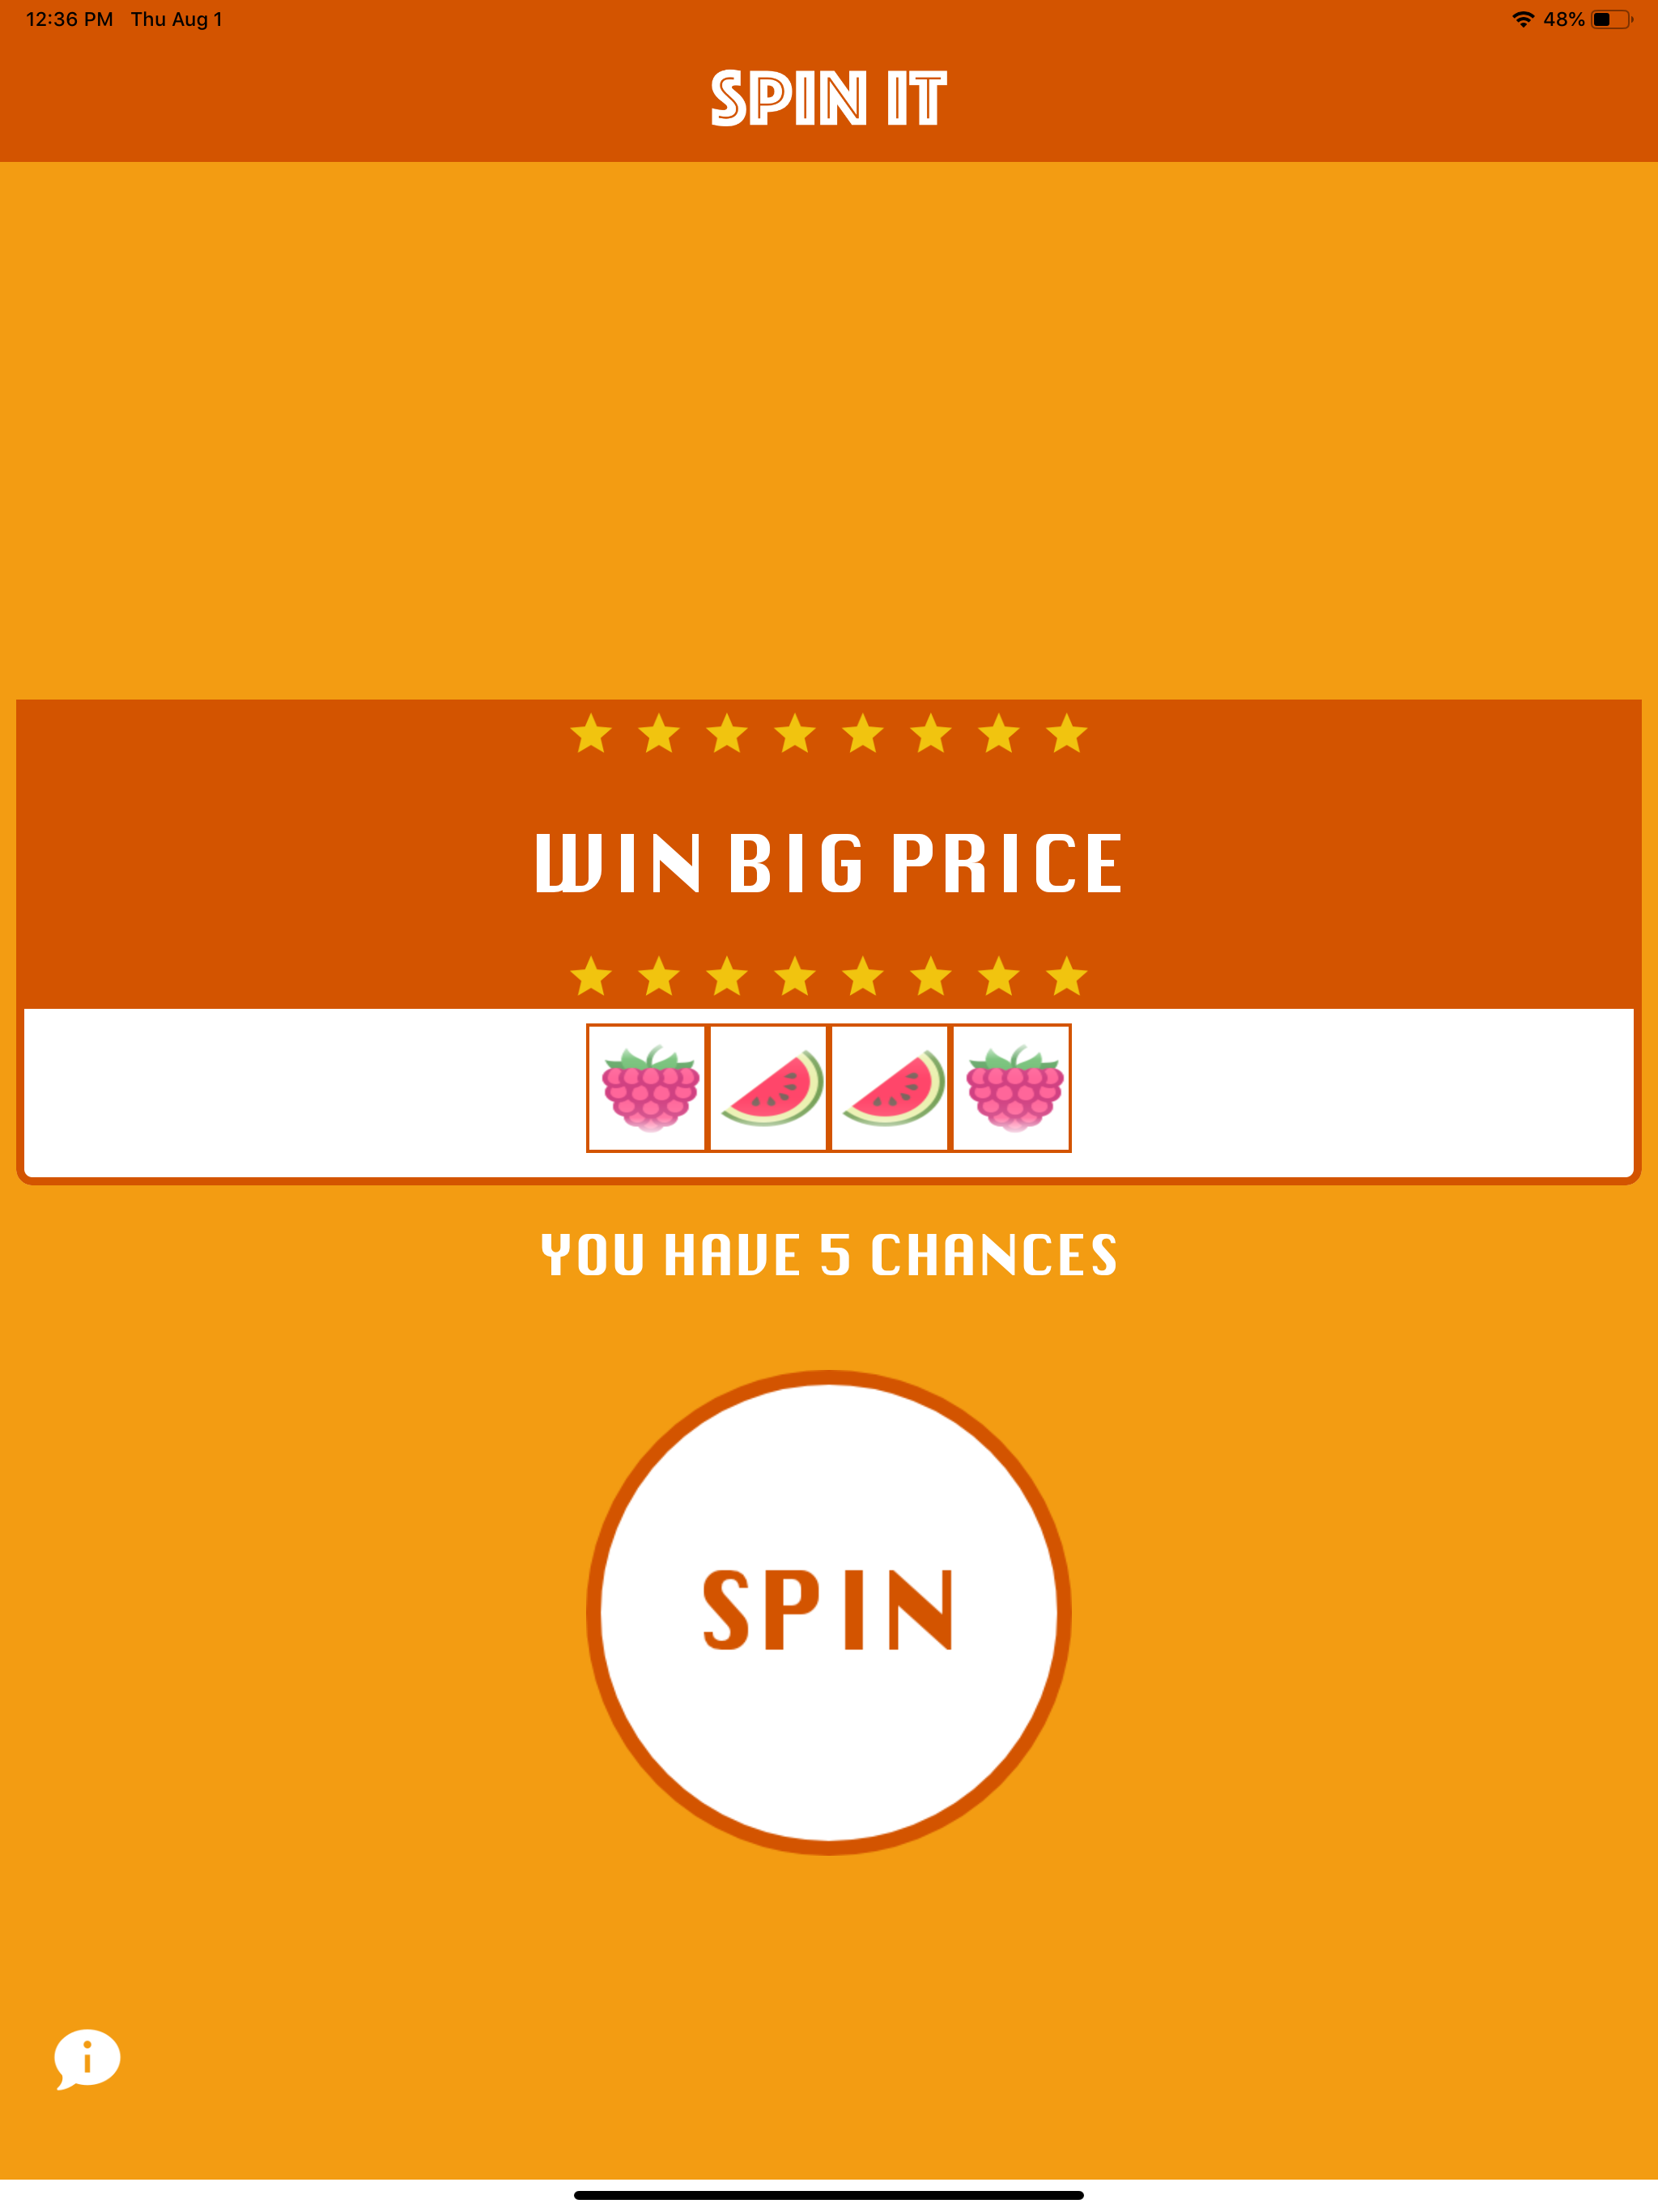 12:36 PM Thu Aug 1 48%
SPIN IT
WIN BIG PRICE
YOU HAVE 5 CHANCES
SPIN
i